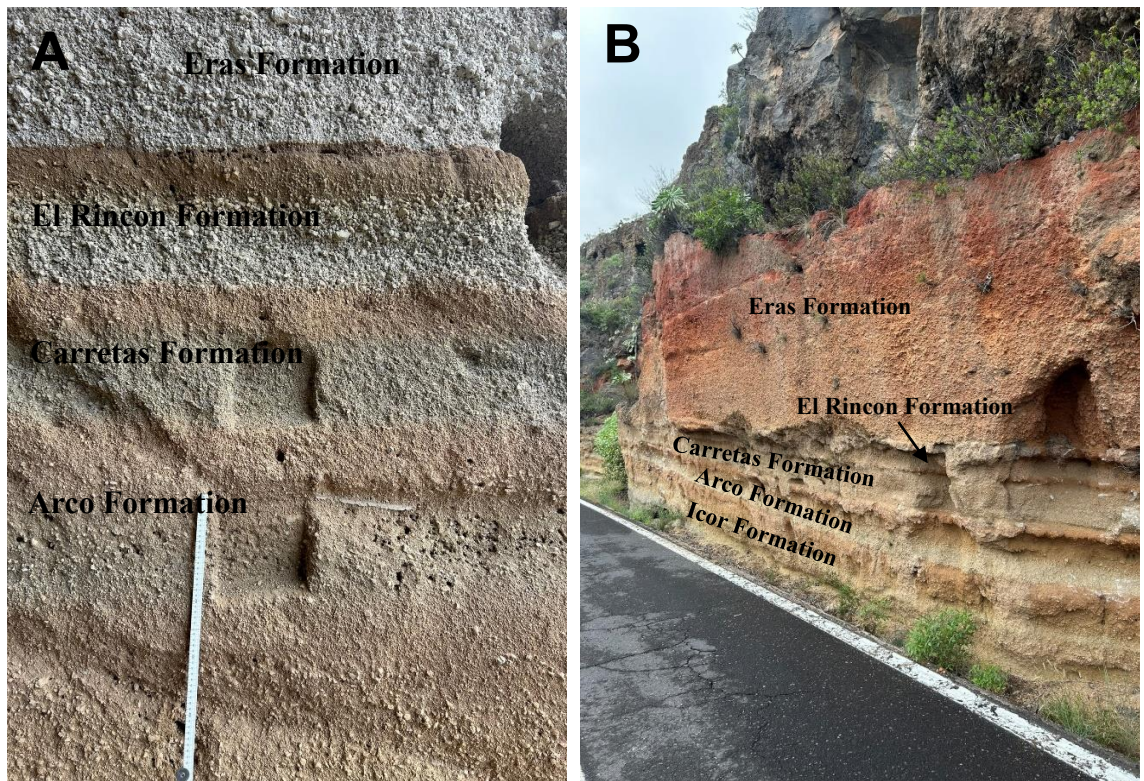 A
Eras Formation
El Rincon Formation
Carretas Formation
Arco Formation
B
Eras Formation
El Rincon Formation
Carretas Formation
Arco Formation
Icor Formation